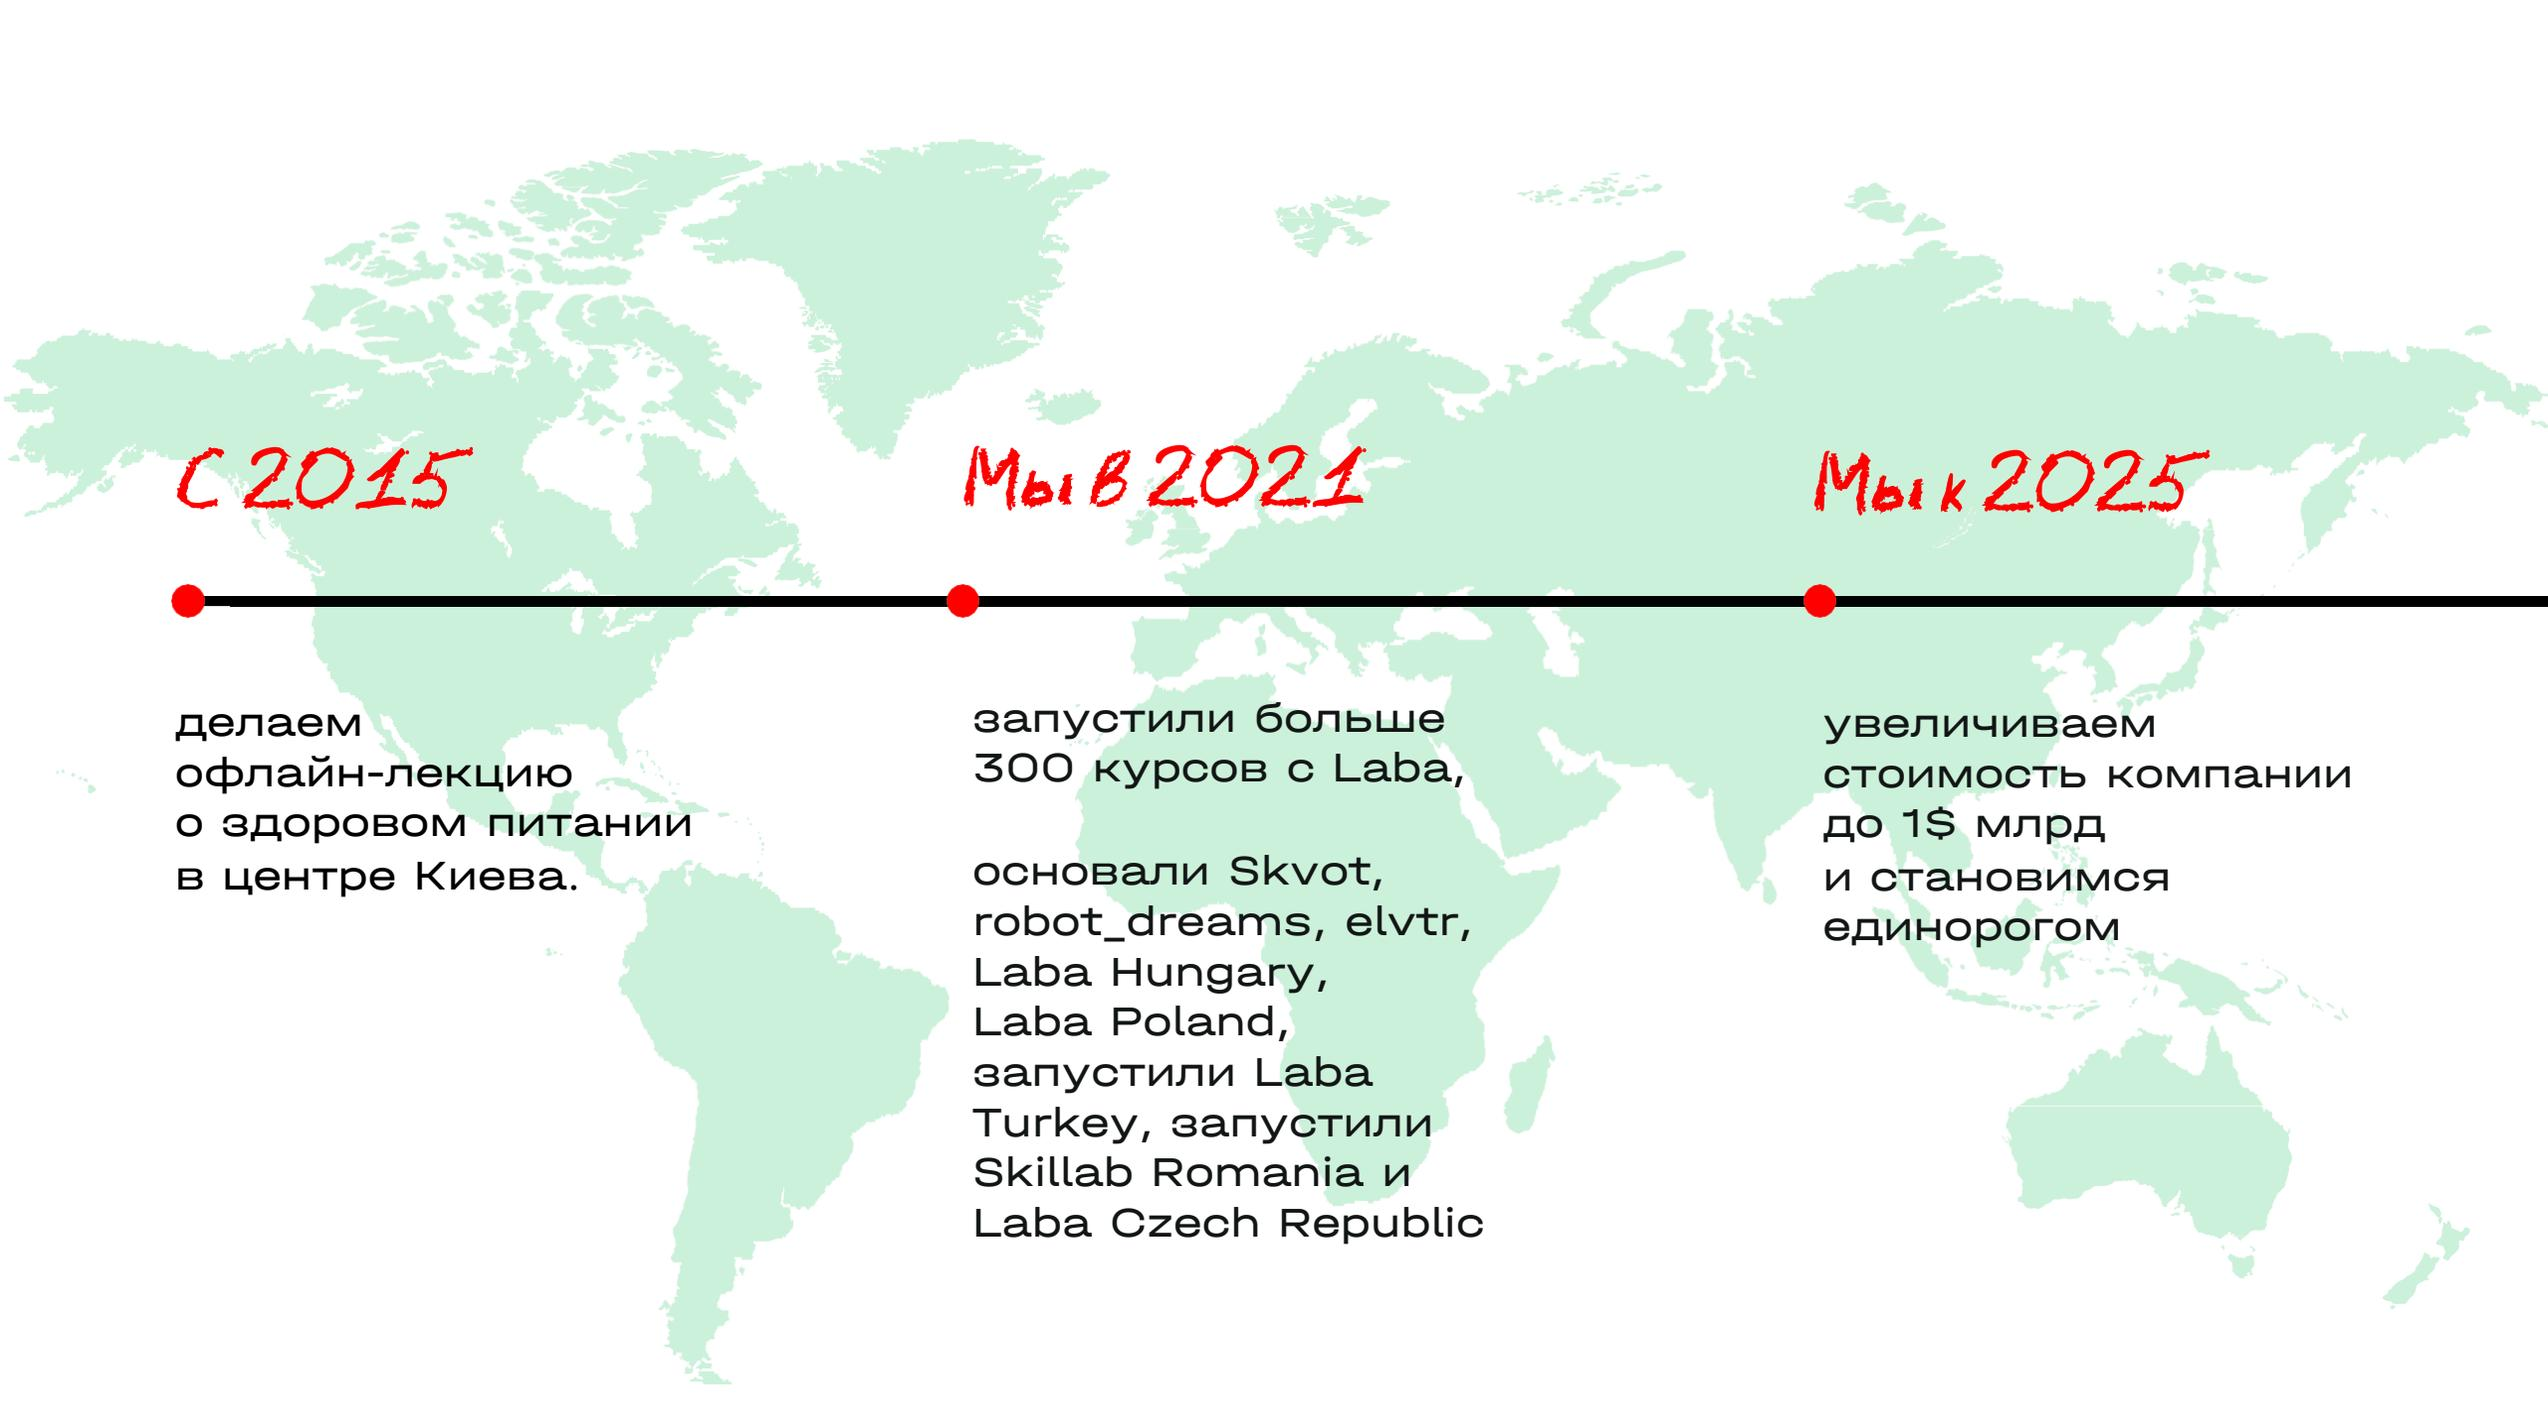 С 2015
делаем
офлайн-лекцию
о здоровом питании
в центре Киева.
Мы в 2021
запустили больше
300 курсов с Laba,
основали Skvot,
robot_dreams, elvtr,
Laba Hungary,
Laba Poland,
запустили Laba
Turkey, запустили
Skillab Romania и
Laba Czech Republic
Мы к 2025
увеличиваем
стоимость компании
до 1$ млрд
и становимся
единорогом